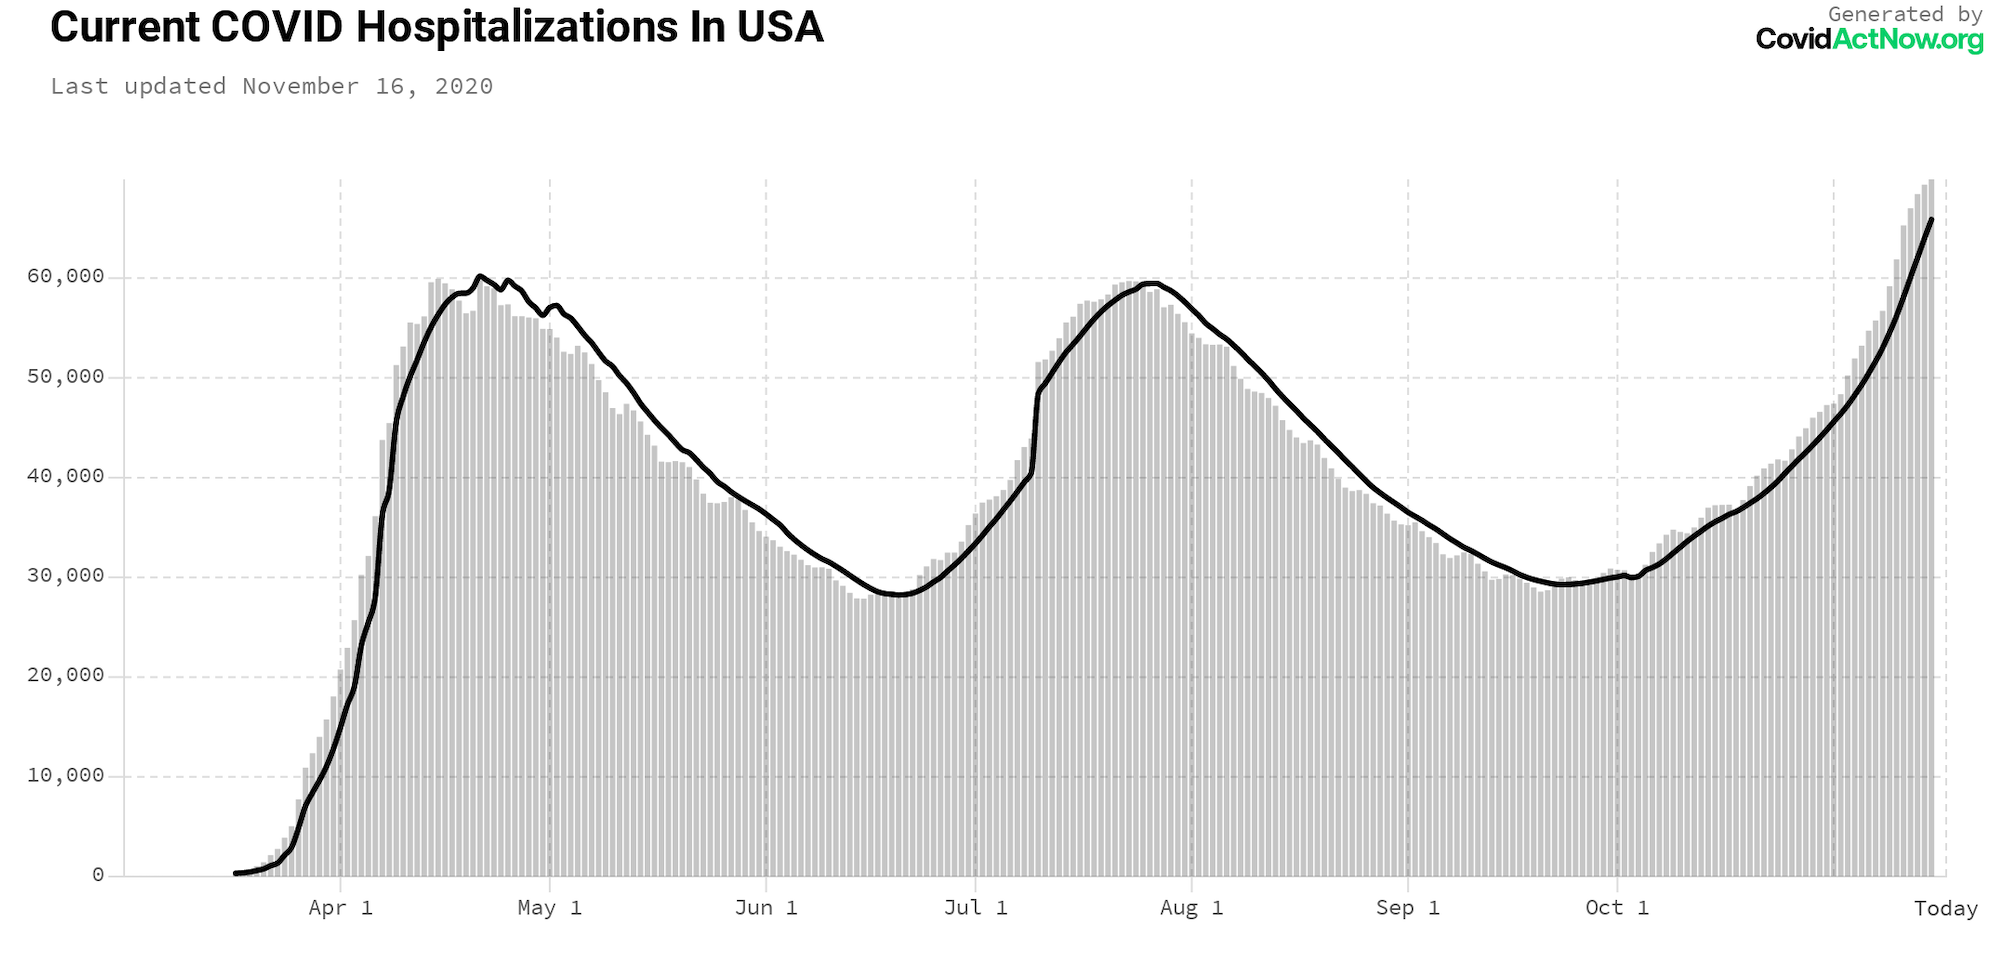 Current COVID Hospitalizations In USA
Generated by
CovidActNow.org
Last updated November 16, 2020
60,000
50,000
40,000
30,000
20,000
10,000
0
Apr 1 May 1 Jun 1 Jul 1 Aug 1 Sep 1 Oct 1 Today